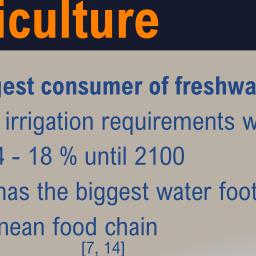 iculture
gest consumer of freshwa
irrigation requirements w
4 - 18 % until 2100
has the biggest water foot
nean food chain
[7, 14]